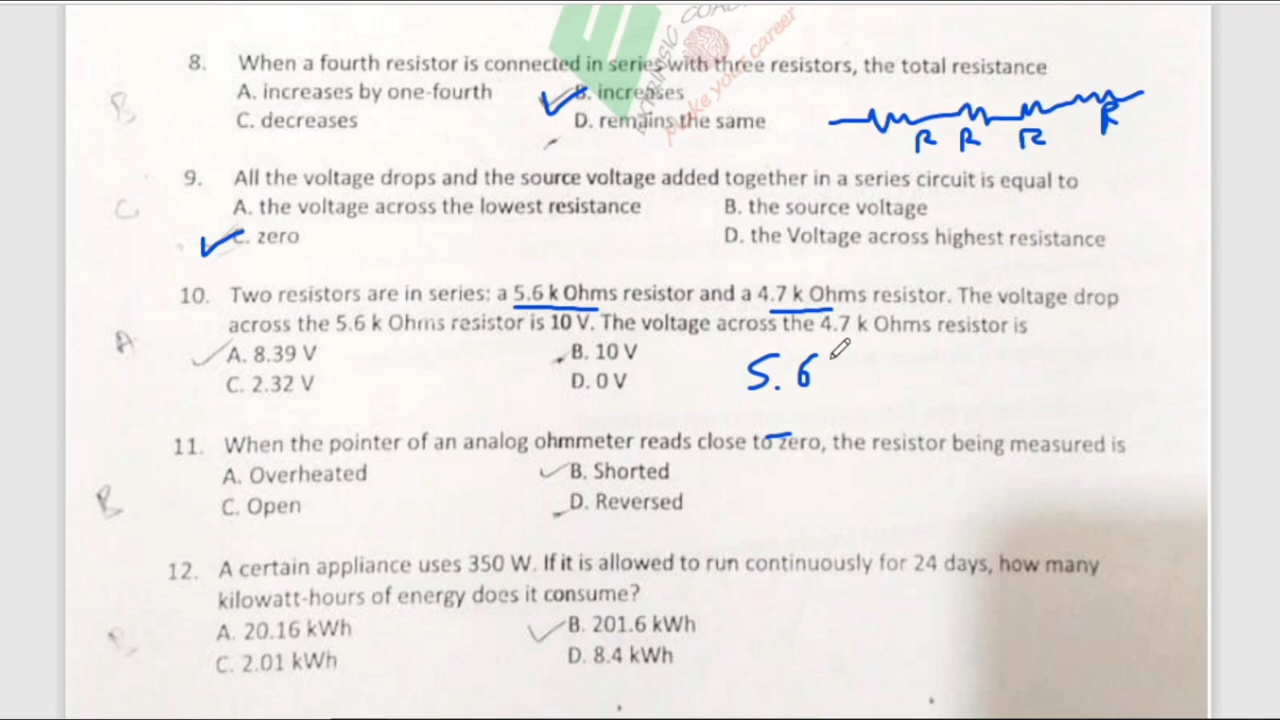 8. When a fourth resistor is connected in series with three resistors, the total resistance
A. increases by one-fourth B. increases
C. decreases D. remains the same
B
R R R R
9. All the voltage drops and the source voltage added together in a series circuit is equal to
A. the voltage across the lowest resistance B. the source voltage
C
C. zero D. the Voltage across highest resistance
10. Two resistors are in series: a 5.6 k Ohms resistor and a 4.7 k Ohms resistor. The voltage drop
across the 5.6 k Ohms resistor is 10 V. The voltage across the 4.7 k Ohms resistor is
A
A. 8.39 V B. 10 V
C. 2.32 V D. 0 V
5.6
11. When the pointer of an analog ohmmeter reads close to zero, the resistor being measured is
A. Overheated B. Shorted
B
C. Open D. Reversed
12. A certain appliance uses 350 W. If it is allowed to run continuously for 24 days, how many
kilowatt-hours of energy does it consume?
A. 20.16 kWh B. 201.6 kWh
B
C. 2.01 kWh D. 8.4 kWh
make your career